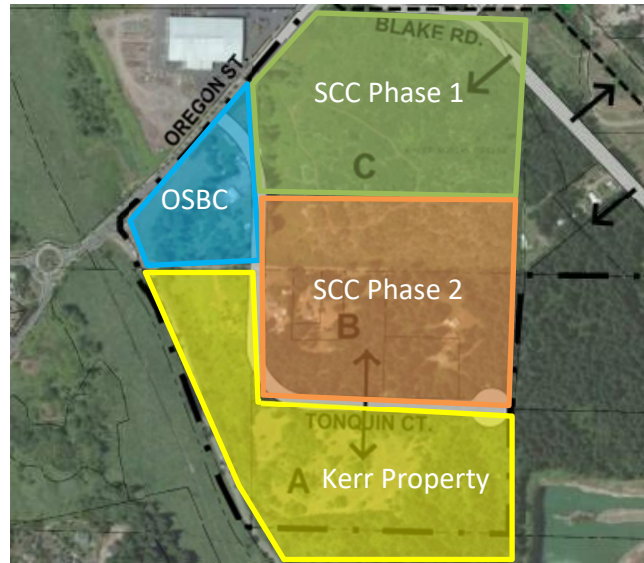 BLAKE RD.
OREGON ST.
SCC Phase 1
C
OSBC
SCC Phase 2
B
TONQUIN CT.
A
Kerr Property